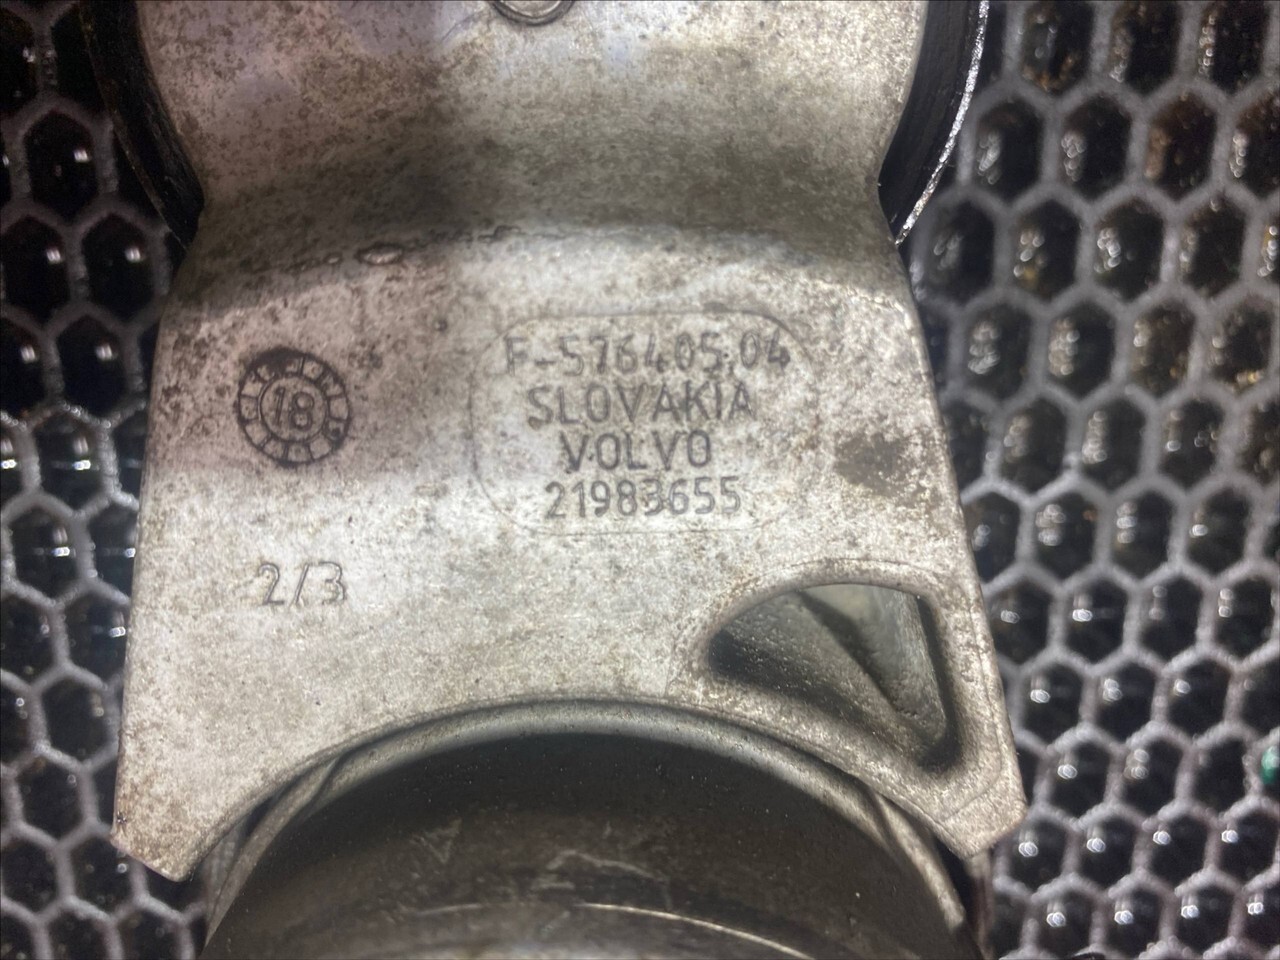 F-576405.04
SLOVAKIA
VOLVO
21983655
18
2/3